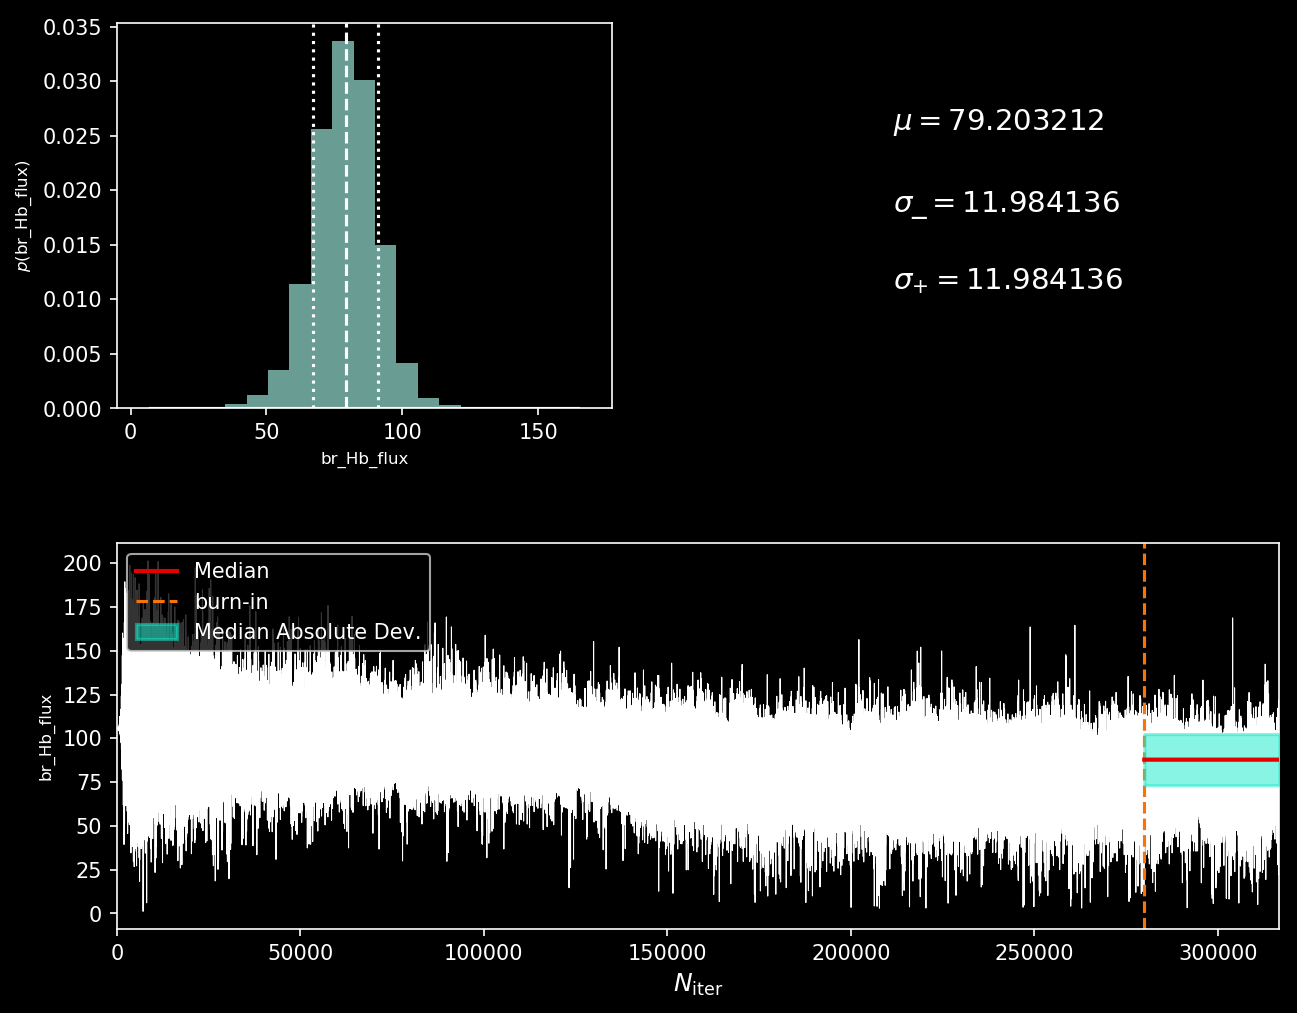 0.035
0.030
0.025
0.020
0.015
0.010
0.005
0.000
p(br_Hb_flux)
0 50 100 150
br_Hb_flux
μ = 79.203212
σ_ = 11.984136
σ+ = 11.984136
200
175
150
125
100
75
50
25
0
br_Hb_flux
Median
burn-in
Median Absolute Dev.
0 50000 100000 150000 200000 250000 300000
Niter